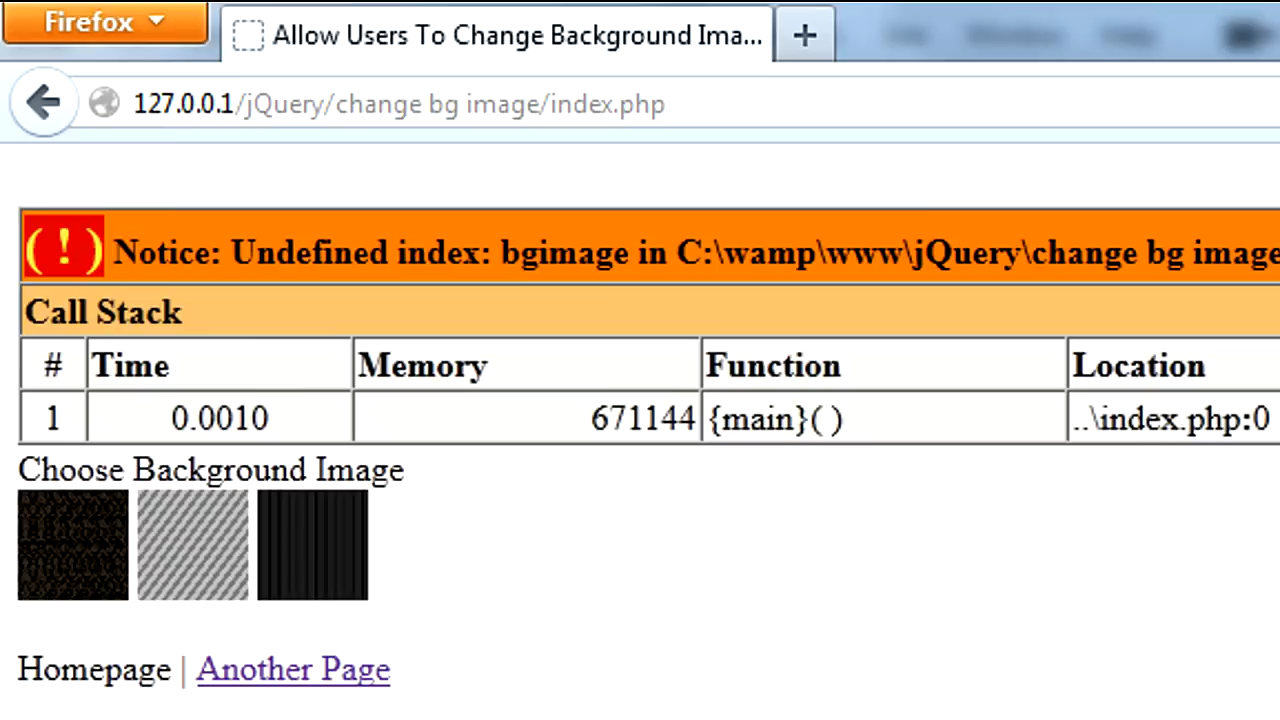 Firefox
Allow Users To Change Background Ima...
127.0.0.1/jQuery/change bg image/index.php
( ! ) Notice: Undefined index: bgimage in C:\wamp\www\jQuery\change bg image
Call Stack
# Time Memory Function Location
1 0.0010 671144 {main}( ) ..\index.php:0
Choose Background Image
Homepage | Another Page